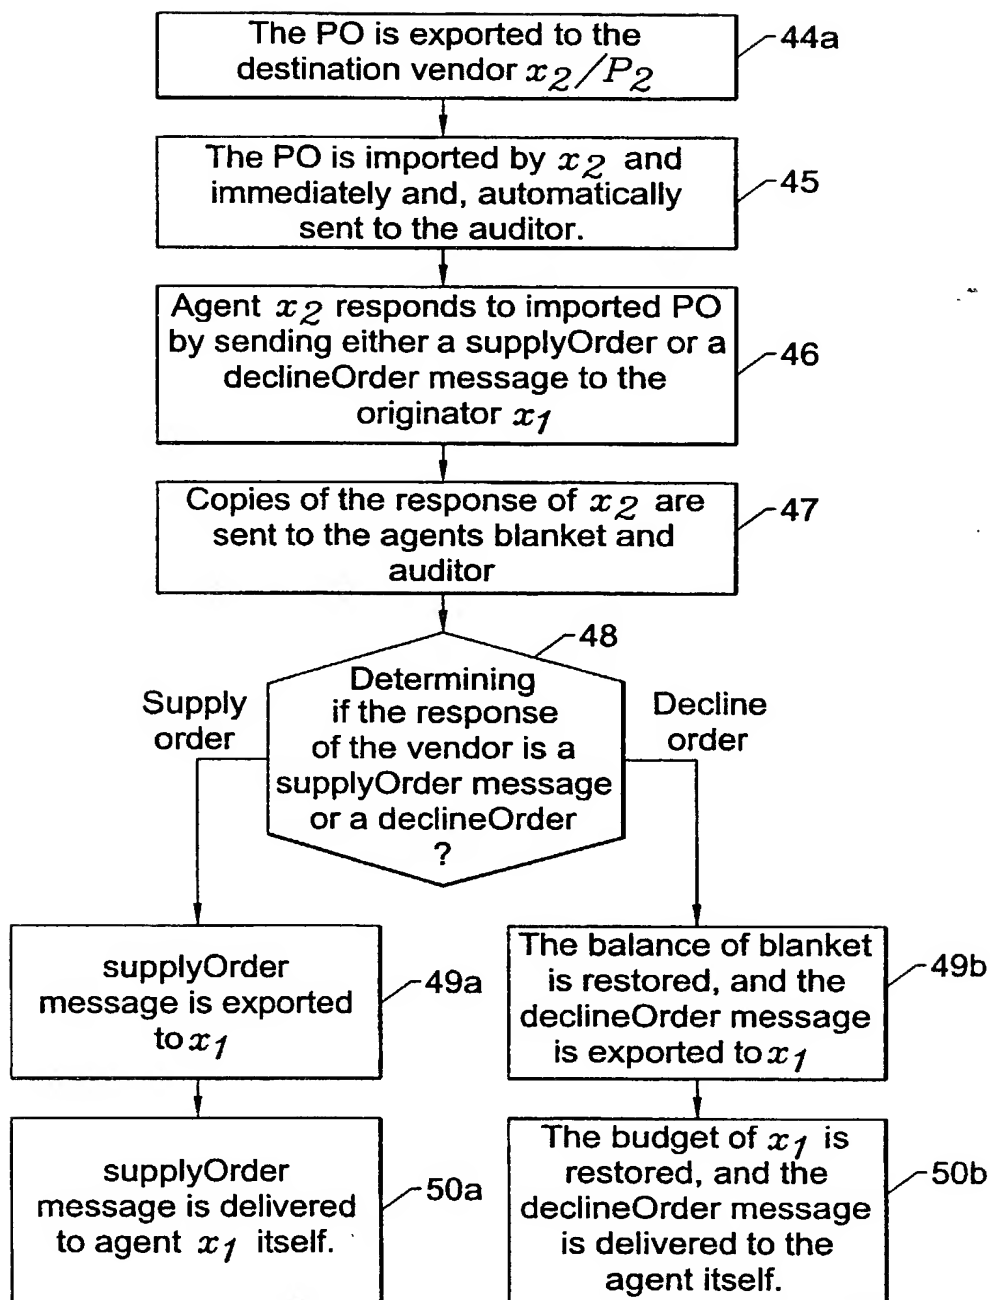 The PO is exported to the
destination vendor x2/P2
44a
The PO is imported by x2 and
immediately and, automatically
sent to the auditor.
45
Agent x2 responds to imported PO
by sending either a supplyOrder or a
declineOrder message to the
originator x1
46
Copies of the response of x2 are
sent to the agents blanket and
auditor
47
48
Determining
if the response
of the vendor is a
supplyOrder message
or a declineOrder
?
Supply
order
Decline
order
supplyOrder
message is exported
to x1
49a
The balance of blanket
is restored, and the
declineOrder message
is exported to x1
49b
supplyOrder
message is delivered
to agent x1 itself.
50a
The budget of x1 is
restored, and the
declineOrder message
is delivered to the
agent itself.
50b